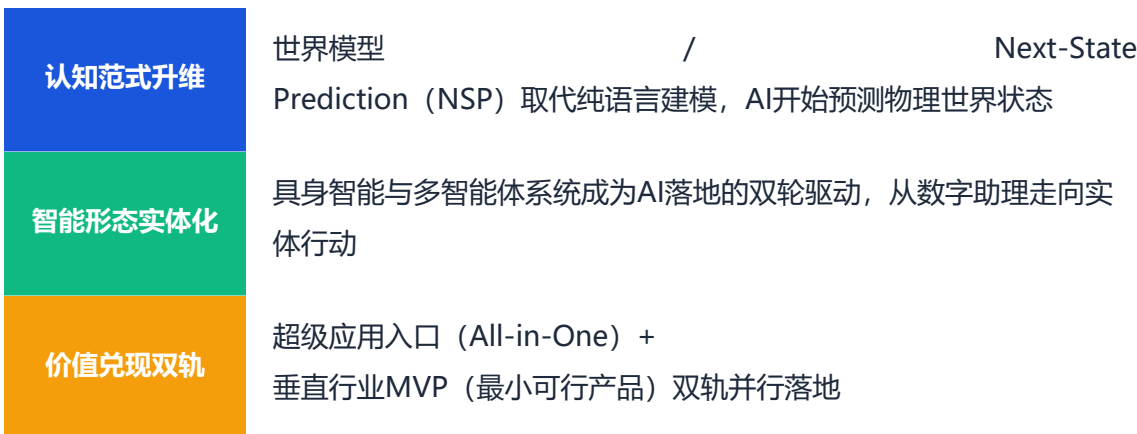 认知范式升维
世界模型 / Next-State
Prediction（NSP）取代纯语言建模，AI开始预测物理世界状态
智能形态实体化
具身智能与多智能体系统成为AI落地的双轮驱动，从数字助理走向实
体行动
价值兑现双轨
超级应用入口（All-in-One）+
垂直行业MVP（最小可行产品）双轨并行落地